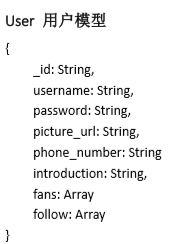 User 用户模型
{
_id: String,
username: String,
password: String,
picture_url: String,
phone_number: String
introduction: String,
fans: Array
follow: Array
}